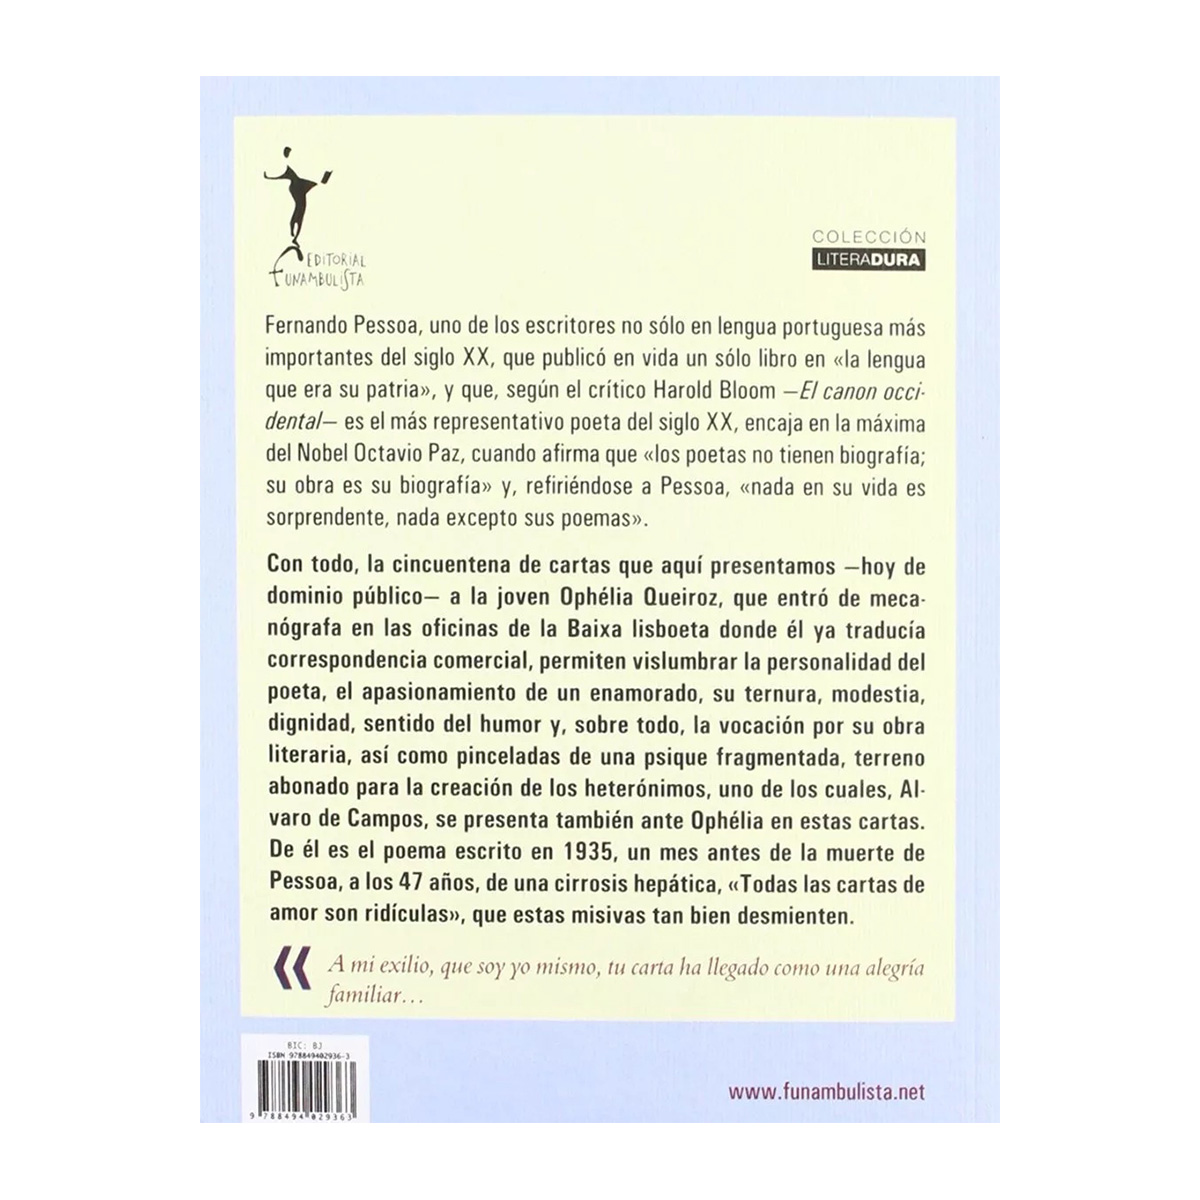 EDITORIAL
FUNAMBULISTA
COLECCIÓN
LITERADURA
Fernando Pessoa, uno de los escritores no sólo en lengua portuguesa más
importantes del siglo XX, que publicó en vida un sólo libro en «la lengua
que era su patria», y que, según el crítico Harold Bloom —El canon occi-
dental— es el más representativo poeta del siglo XX, encaja en la máxima
del Nobel Octavio Paz, cuando afirma que «los poetas no tienen biografía;
su obra es su biografía» y, refiriéndose a Pessoa, «nada en su vida es
sorprendente, nada excepto sus poemas».
Con todo, la cincuentena de cartas que aquí presentamos —hoy de
dominio público— a la joven Ophélia Queiroz, que entró de meca-
nógrafa en las oficinas de la Baixa lisboeta donde él ya traducía
correspondencia comercial, permiten vislumbrar la personalidad del
poeta, el apasionamiento de un enamorado, su ternura, modestia,
dignidad, sentido del humor y, sobre todo, la vocación por su obra
literaria, así como pinceladas de una psique fragmentada, terreno
abonado para la creación de los heterónimos, uno de los cuales, Al-
varo de Campos, se presenta también ante Ophélia en estas cartas.
De él es el poema escrito en 1935, un mes antes de la muerte de
Pessoa, a los 47 años, de una cirrosis hepática, «Todas las cartas de
amor son ridículas», que estas misivas tan bien desmienten.
« A mi exilio, que soy yo mismo, tu carta ha llegado como una alegría
familiar…
BIC: BJ
ISBN 978849402936-3
9 788494 029363
www.funambulista.net